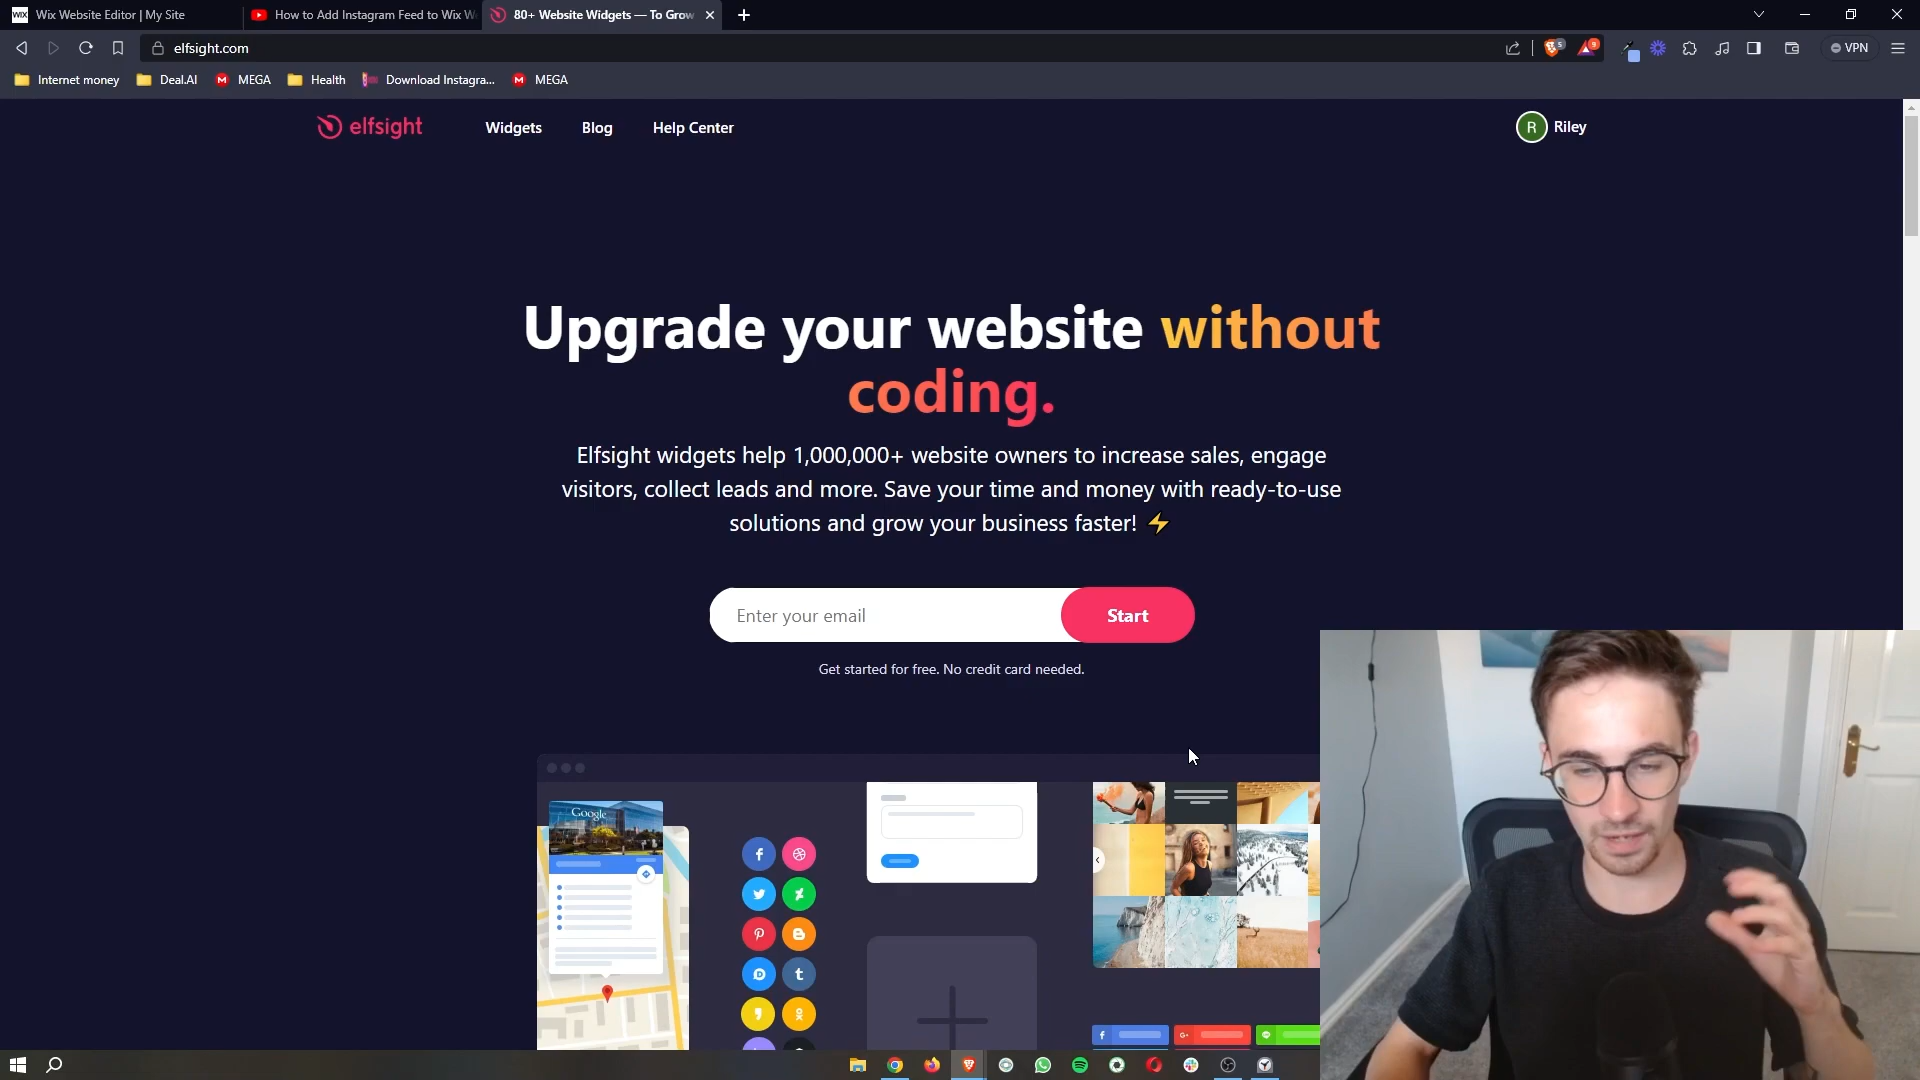 WIX Wix Website Editor | My Site
How to Add Instagram Feed to Wix W
80+ Website Widgets — To Grow
elfsight.com
5
9
VPN
Internet money
Deal.AI
M MEGA
Health
Download Instagra...
M MEGA
elfsight
Widgets
Blog
Help Center
R Riley
Upgrade your website without
coding.
Elfsight widgets help 1,000,000+ website owners to increase sales, engage
visitors, collect leads and more. Save your time and money with ready-to-use
solutions and grow your business faster! ⚡
Enter your email
Start
Get started for free. No credit card needed.
Google